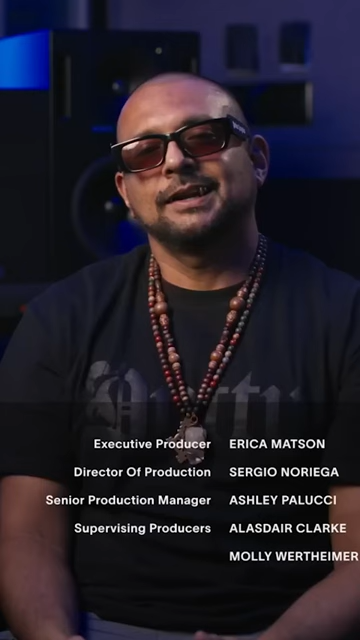 Executive Producer ERICA MATSON
Director Of Production SERGIO NORIEGA
Senior Production Manager ASHLEY PALUCCI
Supervising Producers ALASDAIR CLARKE
MOLLY WERTHEIMER